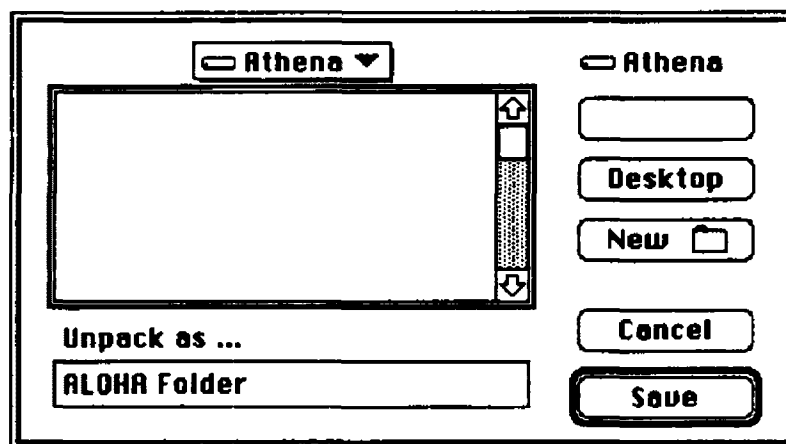 Athena
Athena
Desktop
New
Unpack as ...
Cancel
ALOHA Folder
Save